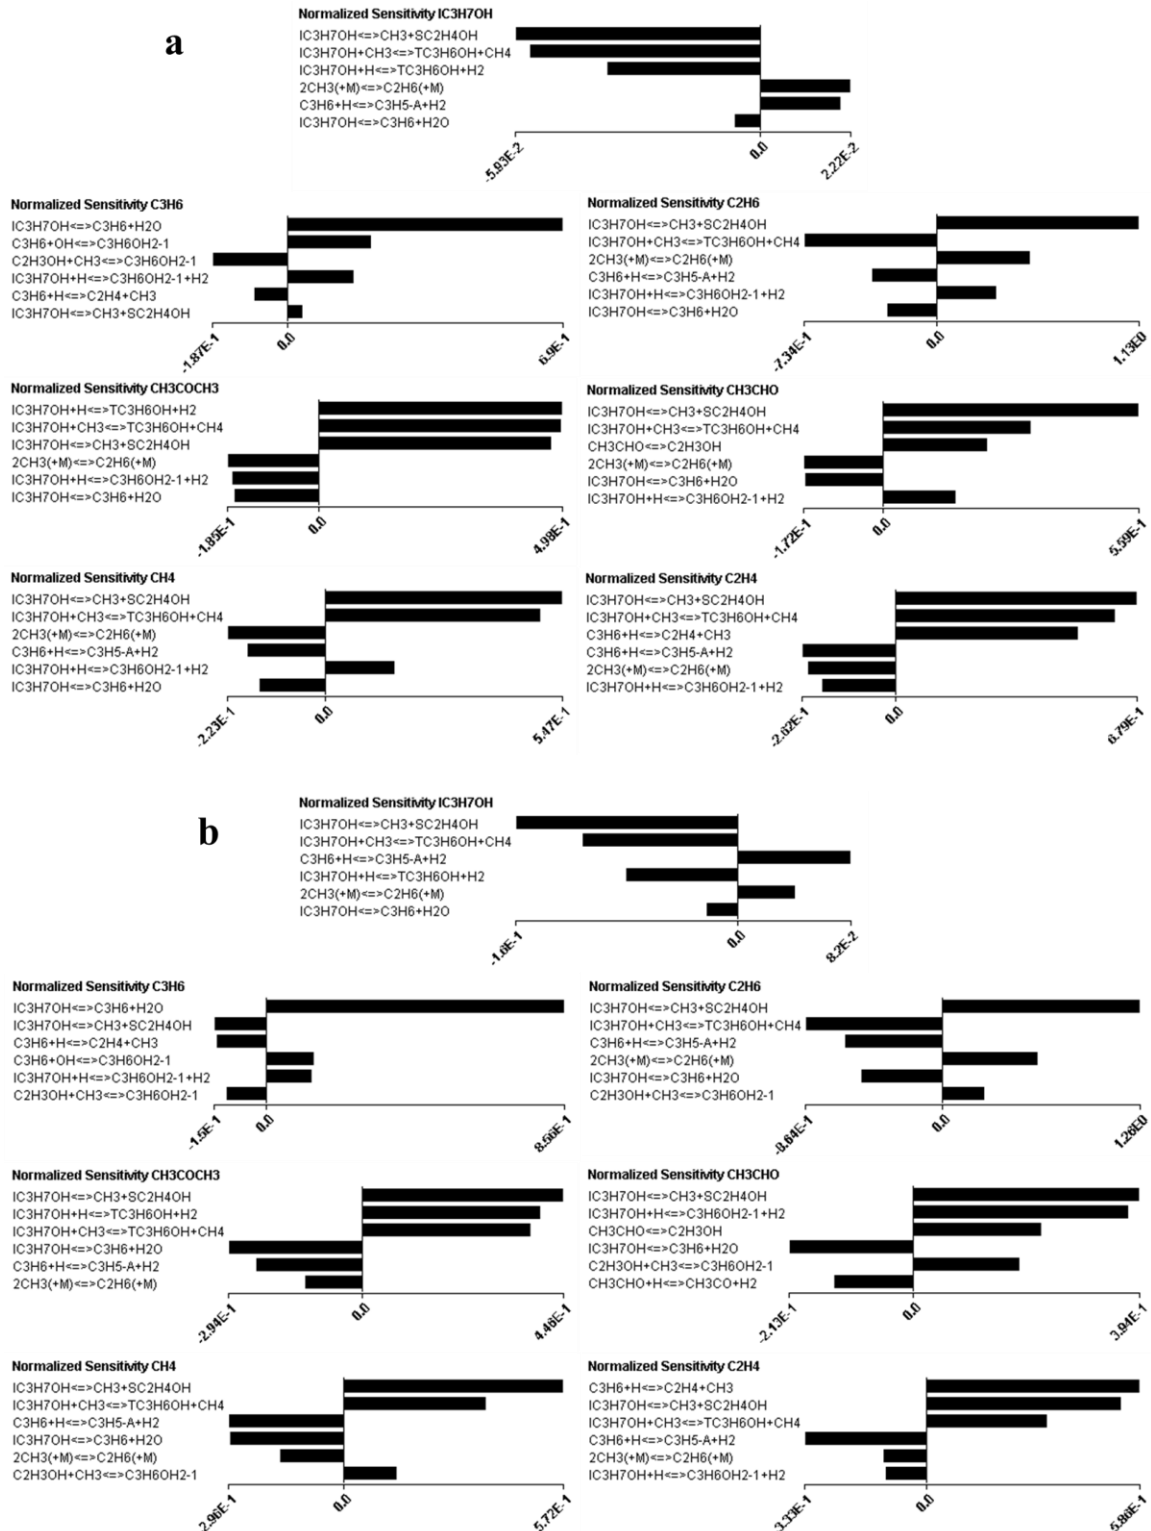 a
Normalized Sensitivity IC3H7OH
IC3H7OH<=>CH3+SC2H4OH
IC3H7OH+CH3<=>TC3H6OH+CH4
IC3H7OH+H<=>TC3H6OH+H2
2CH3(+M)<=>C2H6(+M)
C3H6+H<=>C3H5-A+H2
IC3H7OH<=>C3H6+H2O
-5.93E-2 0.0 2.22E-2
Normalized Sensitivity C3H6
IC3H7OH<=>C3H6+H2O
C3H6+OH<=>C3H6OH2-1
C2H3OH+CH3<=>C3H6OH2-1
IC3H7OH+H<=>C3H6OH2-1+H2
C3H6+H<=>C2H4+CH3
IC3H7OH<=>CH3+SC2H4OH
-1.87E-1 0.0 6.9E-1
Normalized Sensitivity C2H6
IC3H7OH<=>CH3+SC2H4OH
IC3H7OH+CH3<=>TC3H6OH+CH4
2CH3(+M)<=>C2H6(+M)
C3H6+H<=>C3H5-A+H2
IC3H7OH+H<=>C3H6OH2-1+H2
IC3H7OH<=>C3H6+H2O
-7.34E-1 0.0 1.13E0
Normalized Sensitivity CH3COCH3
IC3H7OH+H<=>TC3H6OH+H2
IC3H7OH+CH3<=>TC3H6OH+CH4
IC3H7OH<=>CH3+SC2H4OH
2CH3(+M)<=>C2H6(+M)
IC3H7OH+H<=>C3H6OH2-1+H2
IC3H7OH<=>C3H6+H2O
-1.85E-1 0.0 4.98E-1
Normalized Sensitivity CH3CHO
IC3H7OH<=>CH3+SC2H4OH
IC3H7OH+CH3<=>TC3H6OH+CH4
CH3CHO<=>C2H3OH
2CH3(+M)<=>C2H6(+M)
IC3H7OH<=>C3H6+H2O
IC3H7OH+H<=>C3H6OH2-1+H2
-1.72E-1 0.0 5.59E-1
Normalized Sensitivity CH4
IC3H7OH<=>CH3+SC2H4OH
IC3H7OH+CH3<=>TC3H6OH+CH4
2CH3(+M)<=>C2H6(+M)
C3H6+H<=>C3H5-A+H2
IC3H7OH+H<=>C3H6OH2-1+H2
IC3H7OH<=>C3H6+H2O
-2.23E-1 0.0 5.47E-1
Normalized Sensitivity C2H4
IC3H7OH<=>CH3+SC2H4OH
IC3H7OH+CH3<=>TC3H6OH+CH4
C3H6+H<=>C2H4+CH3
C3H6+H<=>C3H5-A+H2
2CH3(+M)<=>C2H6(+M)
IC3H7OH+H<=>C3H6OH2-1+H2
-2.62E-1 0.0 6.79E-1
b
Normalized Sensitivity IC3H7OH
IC3H7OH<=>CH3+SC2H4OH
IC3H7OH+CH3<=>TC3H6OH+CH4
C3H6+H<=>C3H5-A+H2
IC3H7OH+H<=>TC3H6OH+H2
2CH3(+M)<=>C2H6(+M)
IC3H7OH<=>C3H6+H2O
-1.6E-1 0.0 8.2E-2
Normalized Sensitivity C3H6
IC3H7OH<=>C3H6+H2O
IC3H7OH<=>CH3+SC2H4OH
C3H6+H<=>C2H4+CH3
C3H6+OH<=>C3H6OH2-1
IC3H7OH+H<=>C3H6OH2-1+H2
C2H3OH+CH3<=>C3H6OH2-1
-1.5E-1 0.0 8.56E-1
Normalized Sensitivity C2H6
IC3H7OH<=>CH3+SC2H4OH
IC3H7OH+CH3<=>TC3H6OH+CH4
C3H6+H<=>C3H5-A+H2
2CH3(+M)<=>C2H6(+M)
IC3H7OH<=>C3H6+H2O
C2H3OH+CH3<=>C3H6OH2-1
-8.64E-1 0.0 1.26E0
Normalized Sensitivity CH3COCH3
IC3H7OH<=>CH3+SC2H4OH
IC3H7OH+H<=>TC3H6OH+H2
IC3H7OH+CH3<=>TC3H6OH+CH4
IC3H7OH<=>C3H6+H2O
C3H6+H<=>C3H5-A+H2
2CH3(+M)<=>C2H6(+M)
-2.94E-1 0.0 4.46E-1
Normalized Sensitivity CH3CHO
IC3H7OH<=>CH3+SC2H4OH
IC3H7OH+H<=>C3H6OH2-1+H2
CH3CHO<=>C2H3OH
IC3H7OH<=>C3H6+H2O
C2H3OH+CH3<=>C3H6OH2-1
CH3CHO+H<=>CH3CO+H2
-2.13E-1 0.0 3.94E-1
Normalized Sensitivity CH4
IC3H7OH<=>CH3+SC2H4OH
IC3H7OH+CH3<=>TC3H6OH+CH4
C3H6+H<=>C3H5-A+H2
IC3H7OH<=>C3H6+H2O
2CH3(+M)<=>C2H6(+M)
C2H3OH+CH3<=>C3H6OH2-1
2.96E-1 0.0 5.72E-1
Normalized Sensitivity C2H4
C3H6+H<=>C2H4+CH3
IC3H7OH<=>CH3+SC2H4OH
IC3H7OH+CH3<=>TC3H6OH+CH4
C3H6+H<=>C3H5-A+H2
2CH3(+M)<=>C2H6(+M)
IC3H7OH+H<=>C3H6OH2-1+H2
3.33E-1 0.0 5.86E-1